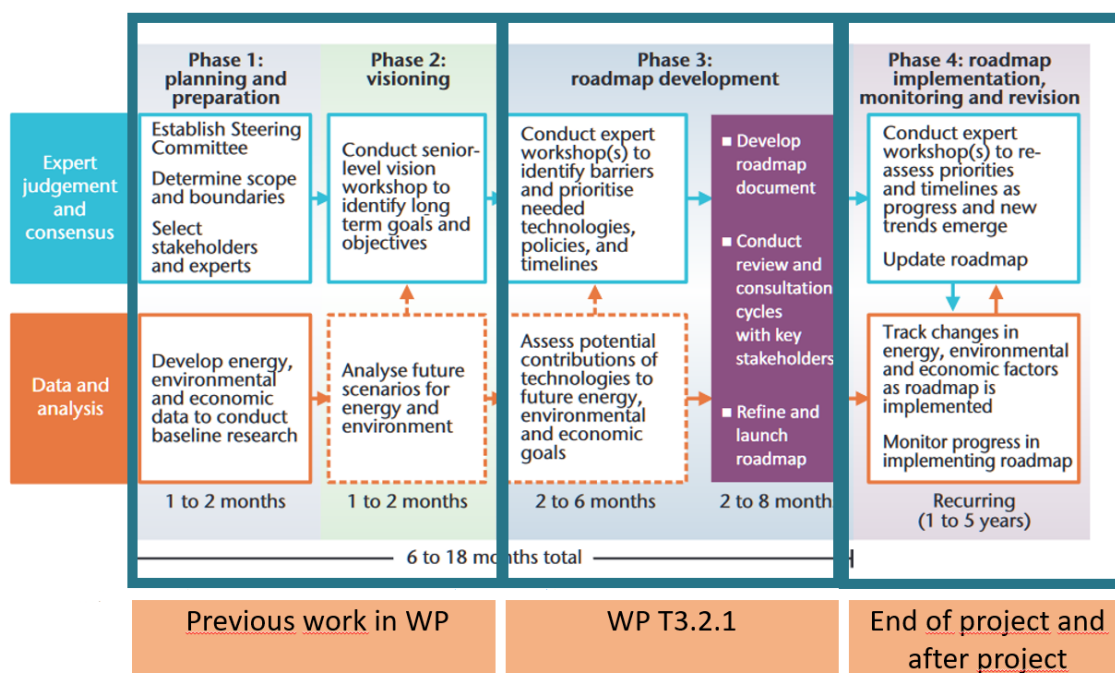 Phase 1:
planning and
preparation
Phase 2:
visioning
Phase 3:
roadmap development
Phase 4: roadmap
implementation,
monitoring and revision
Expert
judgement
and
consensus
Establish Steering
Committee
Determine scope
and boundaries
Select
stakeholders
and experts
Conduct senior-
level vision
workshop to
identify long
term goals and
objectives
Conduct expert
workshop(s) to
identify barriers
and prioritise
needed
technologies,
policies, and
timelines
■ Develop
roadmap
document
■ Conduct
review and
consultation
cycles
with key
stakeholders
■ Refine and
launch
roadmap
Conduct expert
workshop(s) to re-
assess priorities
and timelines as
progress and new
trends emerge
Update roadmap
Data and
analysis
Develop energy,
environmental
and economic
data to conduct
baseline research
Analyse future
scenarios for
energy and
environment
Assess potential
contributions of
technologies to
future energy,
environmental
and economic
goals
Track changes in
energy, environmental
and economic factors
as roadmap is
implemented
Monitor progress in
implementing roadmap
1 to 2 months
1 to 2 months
2 to 6 months
2 to 8 month
Recurring
(1 to 5 years)
6 to 18 months total
Previous work in WP
WP T3.2.1
End of project and
after project